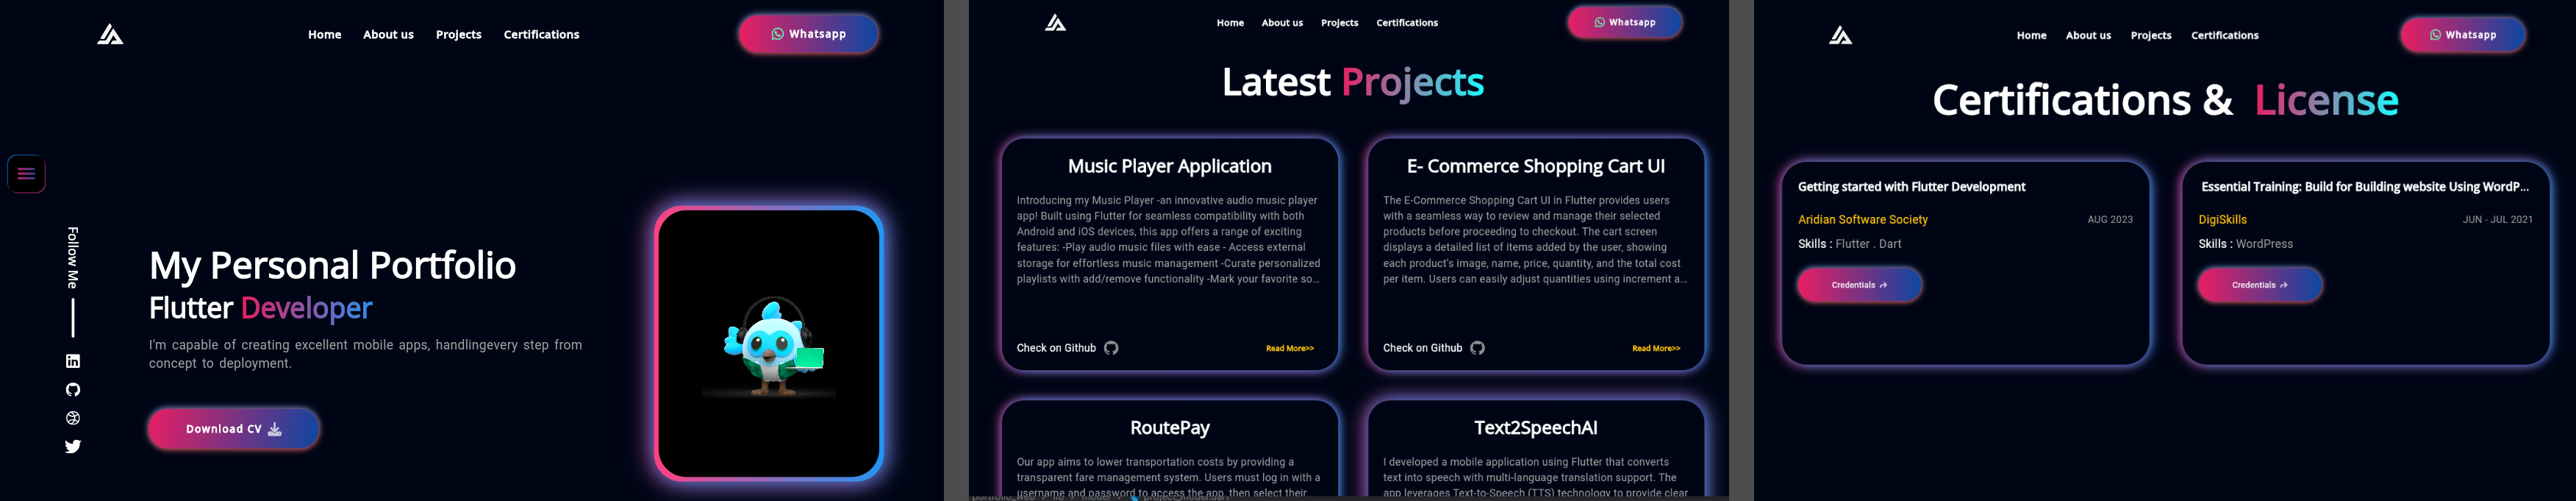 Home About us Projects Certifications Whatsapp
Follow Me
My Personal Portfolio
Flutter Developer
I'm capable of creating excellent mobile apps, handlingevery step from
concept to deployment.
Download CV
Home About us Projects Certifications Whatsapp
Latest Projects
Music Player Application
Introducing my Music Player -an innovative audio music player
app! Built using Flutter for seamless compatibility with both
Android and iOS devices, this app offers a range of exciting
features: -Play audio music files with ease - Access external
storage for effortless music management -Curate personalized
playlists with add/remove functionality -Mark your favorite so...
Check on Github Read More>>
E- Commerce Shopping Cart UI
The E-Commerce Shopping Cart UI in Flutter provides users
with a seamless way to review and manage their selected
products before proceeding to checkout. The cart screen
displays a detailed list of items added by the user, showing
each product's image, name, price, quantity, and the total cost
per item. Users can easily adjust quantities using increment a...
Check on Github Read More>>
RoutePay
Our app aims to lower transportation costs by providing a
transparent fare management system. Users must log in with a
username and password to access the app, then select their
Text2SpeechAI
I developed a mobile application using Flutter that converts
text into speech with multi-language translation support. The
app leverages Text-to-Speech (TTS) technology to provide clear
Home About us Projects Certifications Whatsapp
Certifications & License
Getting started with Flutter Development
Aridian Software Society AUG 2023
Skills : Flutter . Dart
Credentials
Essential Training: Build for Building website Using WordP...
DigiSkills JUN - JUL 2021
Skills : WordPress
Credentials